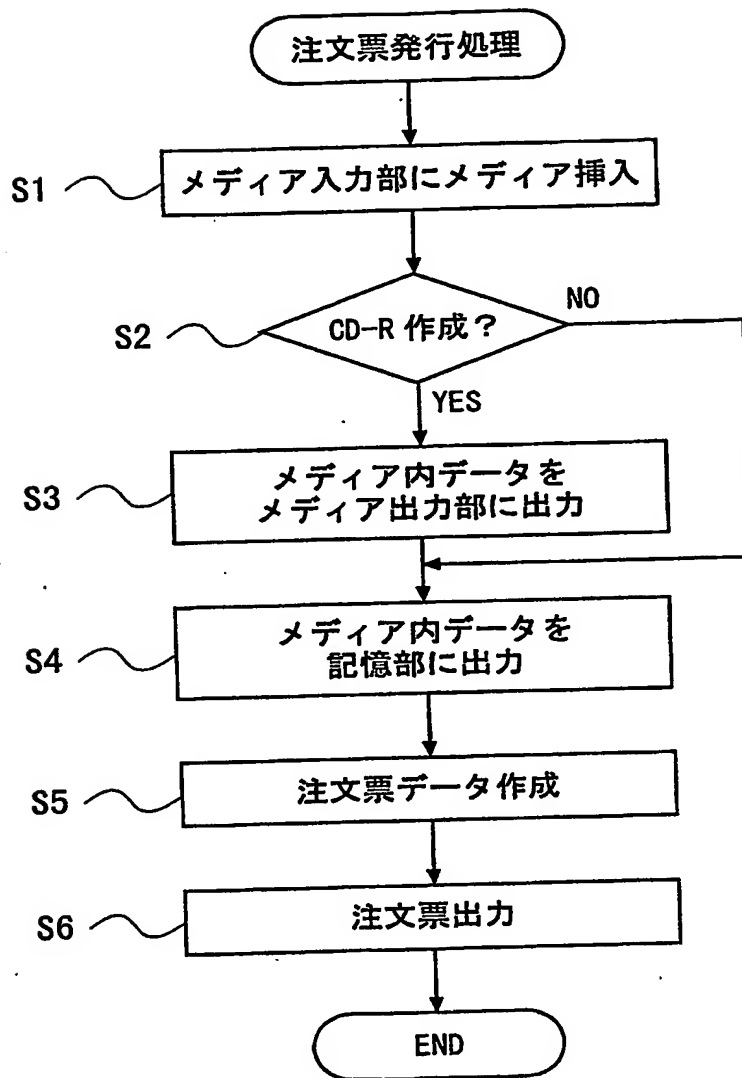 注文票発行処理
S1
メディア入力部にメディア挿入
S2
CD-R 作成？
NO
YES
S3
メディア内データを
メディア出力部に出力
S4
メディア内データを
記憶部に出力
S5
注文票データ作成
S6
注文票出力
END